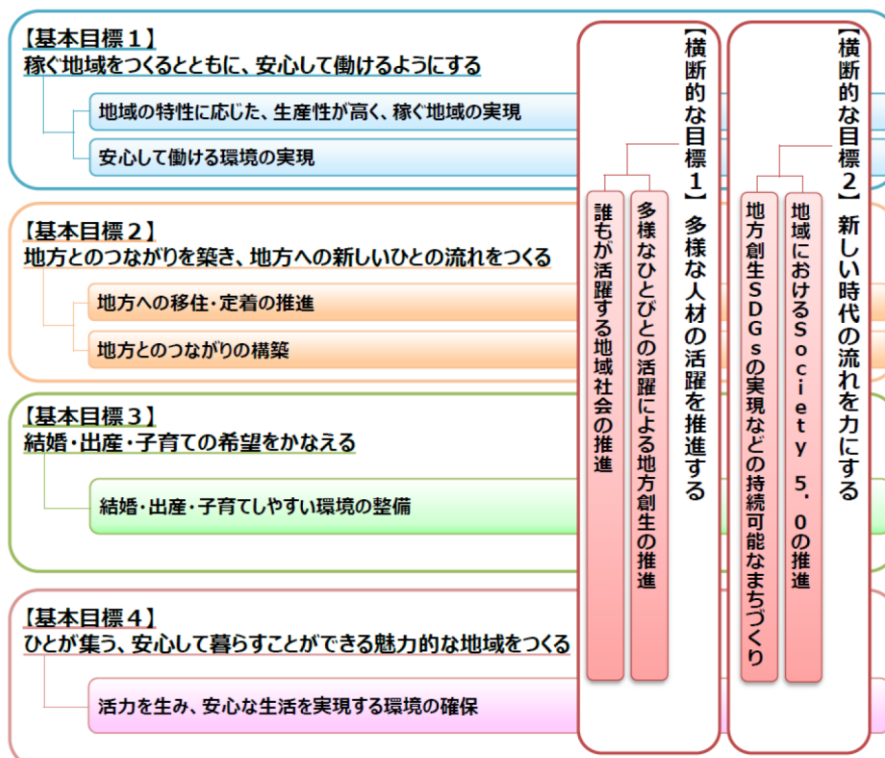 【基本目標１】
稼ぐ地域をつくるとともに、安心して働けるようにする
地域の特性に応じた、生産性が高く、稼ぐ地域の実現
安心して働ける環境の実現
【基本目標２】
地方とのつながりを築き、地方への新しいひとの流れをつくる
地方への移住・定着の推進
地方とのつながりの構築
【基本目標３】
結婚・出産・子育ての希望をかなえる
結婚・出産・子育てしやすい環境の整備
【基本目標４】
ひとが集う、安心して暮らすことができる魅力的な地域をつくる
活力を生み、安心な生活を実現する環境の確保
【横断的な目標１】多様な人材の活躍を推進する
多様なひとびとの活躍による地方創生の推進
誰もが活躍する地域社会の推進
【横断的な目標２】新しい時代の流れを力にする
地域におけるSociety 5.0の推進
地方創生SDGsの実現などの持続可能なまちづくり